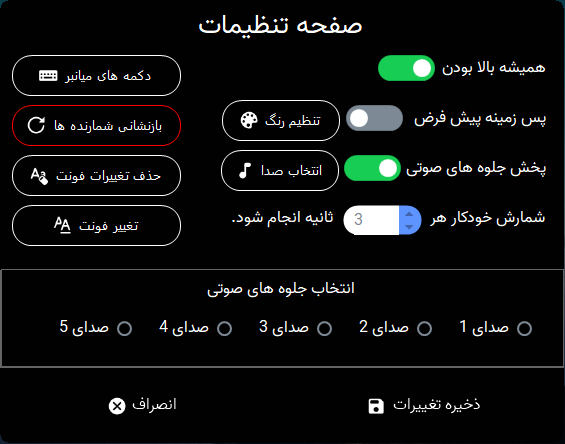 صفحه تنظیمات
همیشه بالا بودن
دکمه های میانبر
پس زمینه پیش فرض
تنظیم رنگ
بازنشانی شمارنده ها
پخش جلوه های صوتی
انتخاب صدا
حذف تغییرات فونت
شمارش خودکار هر 3 ثانیه انجام شود.
تغییر فونت
انتخاب جلوه های صوتی
صدای 1 صدای 2 صدای 3 صدای 4 صدای 5
ذخیره تغییرات
انصراف